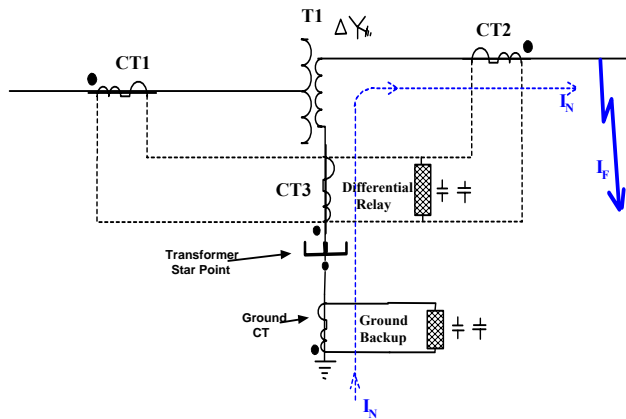 T1
CT2
CT1
I_N
I_F
CT3
Differential
Relay
Transformer
Star Point
Ground
CT
Ground
Backup
I_N